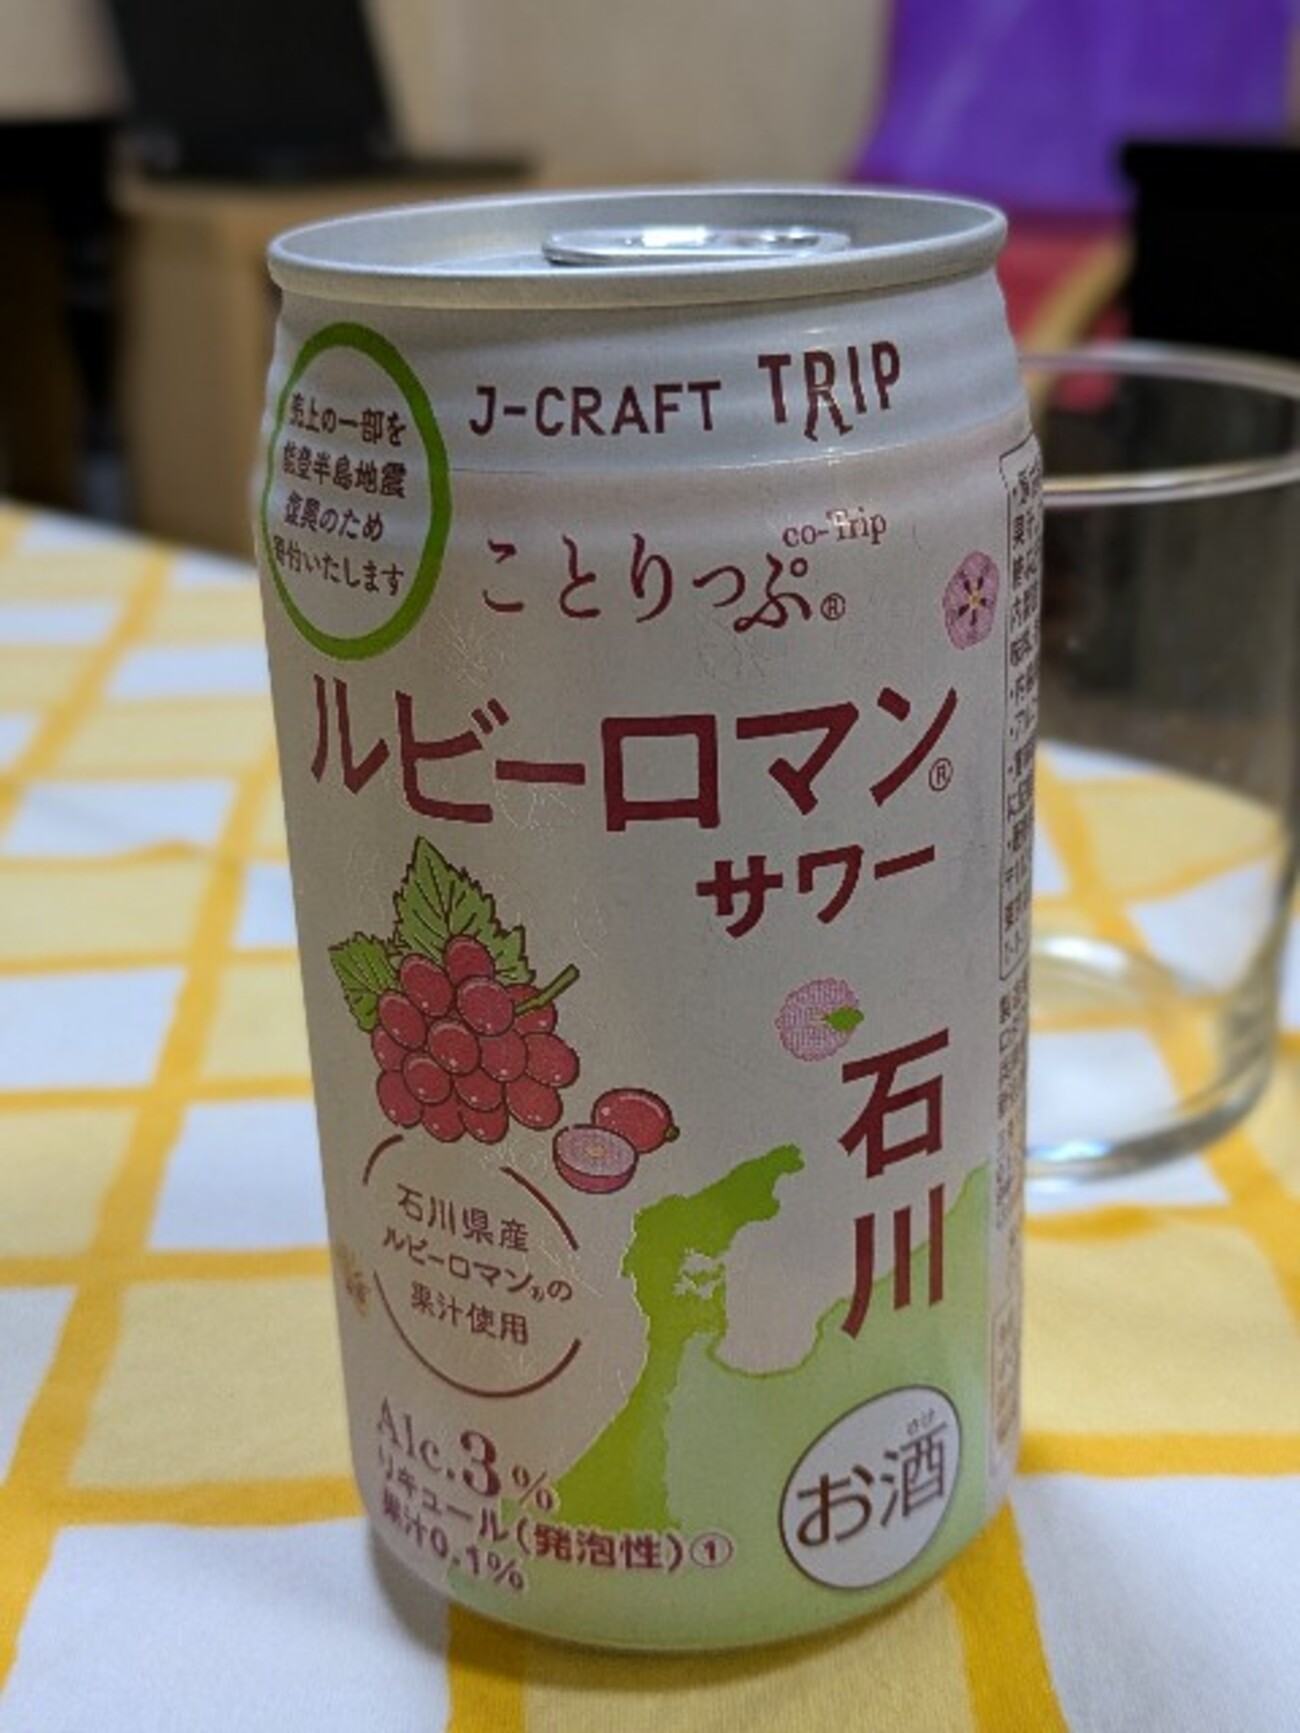 J-CRAFT TRIP
売上の一部を
能登半島地震
復興のため
寄付いたします
co-Trip
ことりっぷ®
ルビーロマン®
サワー
石川
石川県産
ルビーロマン®の
果汁使用
Alc.3%
リキュール(発泡性)①
果汁0.1%
さけ
お酒